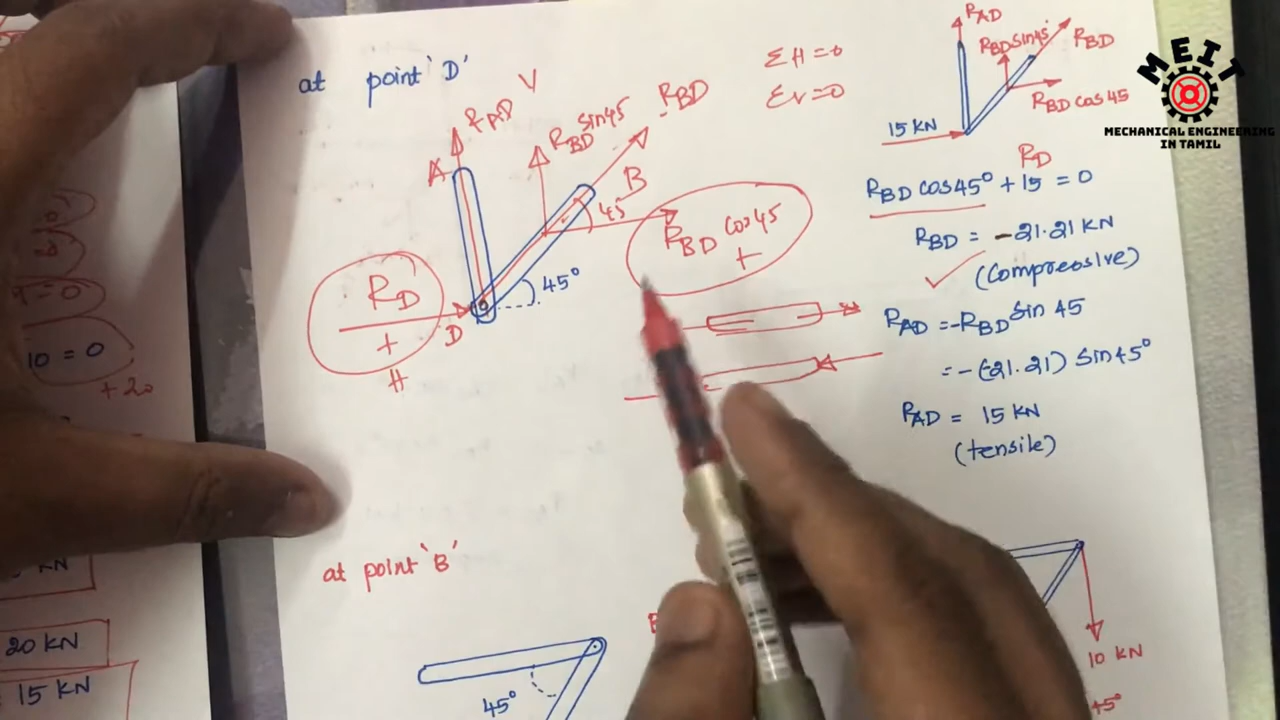 at point 'D'
ΣH=0
ΣV=0
RAD
V
RBD sin45
RBD
A
B
45
RBD cos45
+
RD
+
H
D
45°
RAD
RBD sin45
RBD
RBD cos 45
15 KN
RD
RBD cos45° + 15 = 0
RBD = -21.21 KN
(Compressive)
RAD = -RBD sin 45
= -(-21.21) sin45°
RAD = 15 KN
(tensile)
10 = 0
+20
KN
20 KN
15 KN
at point 'B'
45°
10 KN
MEIT
MECHANICAL ENGINEERING
IN TAMIL